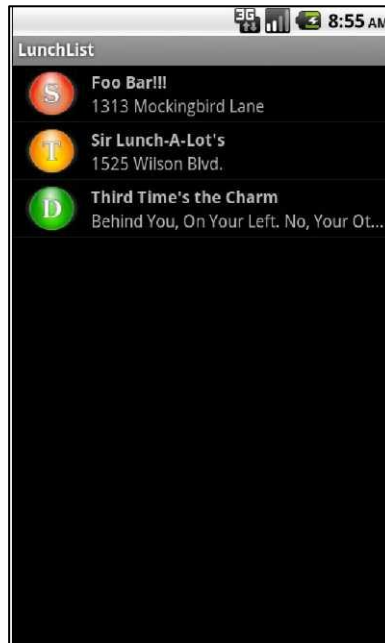 3G 8:55 AM
LunchList
S
Foo Bar!!!
1313 Mockingbird Lane
T
Sir Lunch-A-Lot's
1525 Wilson Blvd.
D
Third Time's the Charm
Behind You, On Your Left. No, Your Ot...